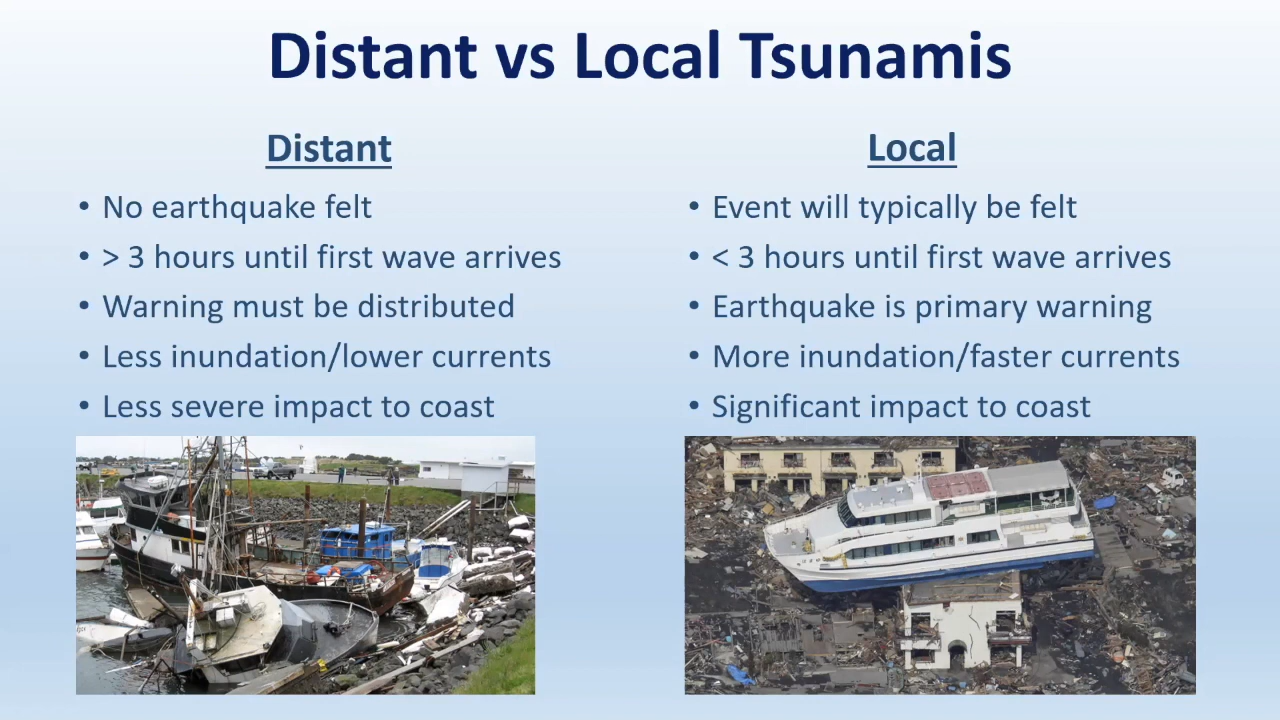 Distant vs Local Tsunamis
Distant
• No earthquake felt
• > 3 hours until first wave arrives
• Warning must be distributed
• Less inundation/lower currents
• Less severe impact to coast
Local
• Event will typically be felt
• < 3 hours until first wave arrives
• Earthquake is primary warning
• More inundation/faster currents
• Significant impact to coast